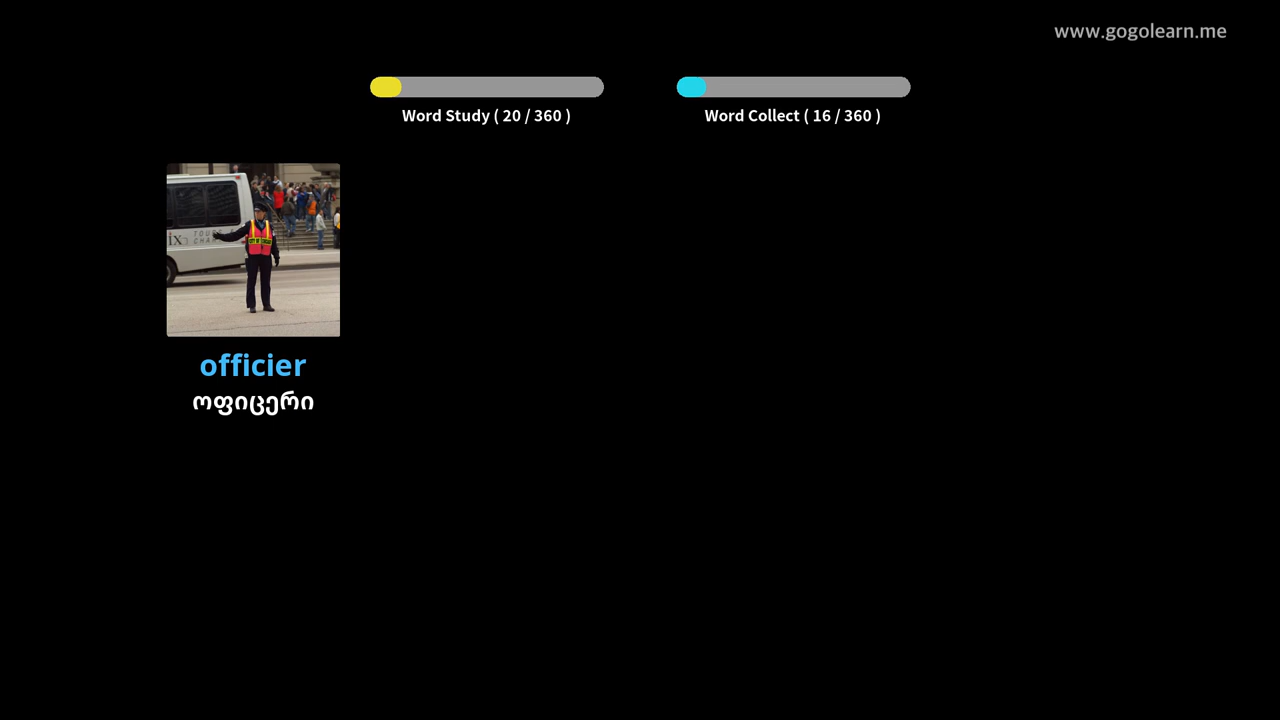 www.gogolearn.me
Word Study ( 20 / 360 )
Word Collect ( 16 / 360 )
officier
ოფიცერი